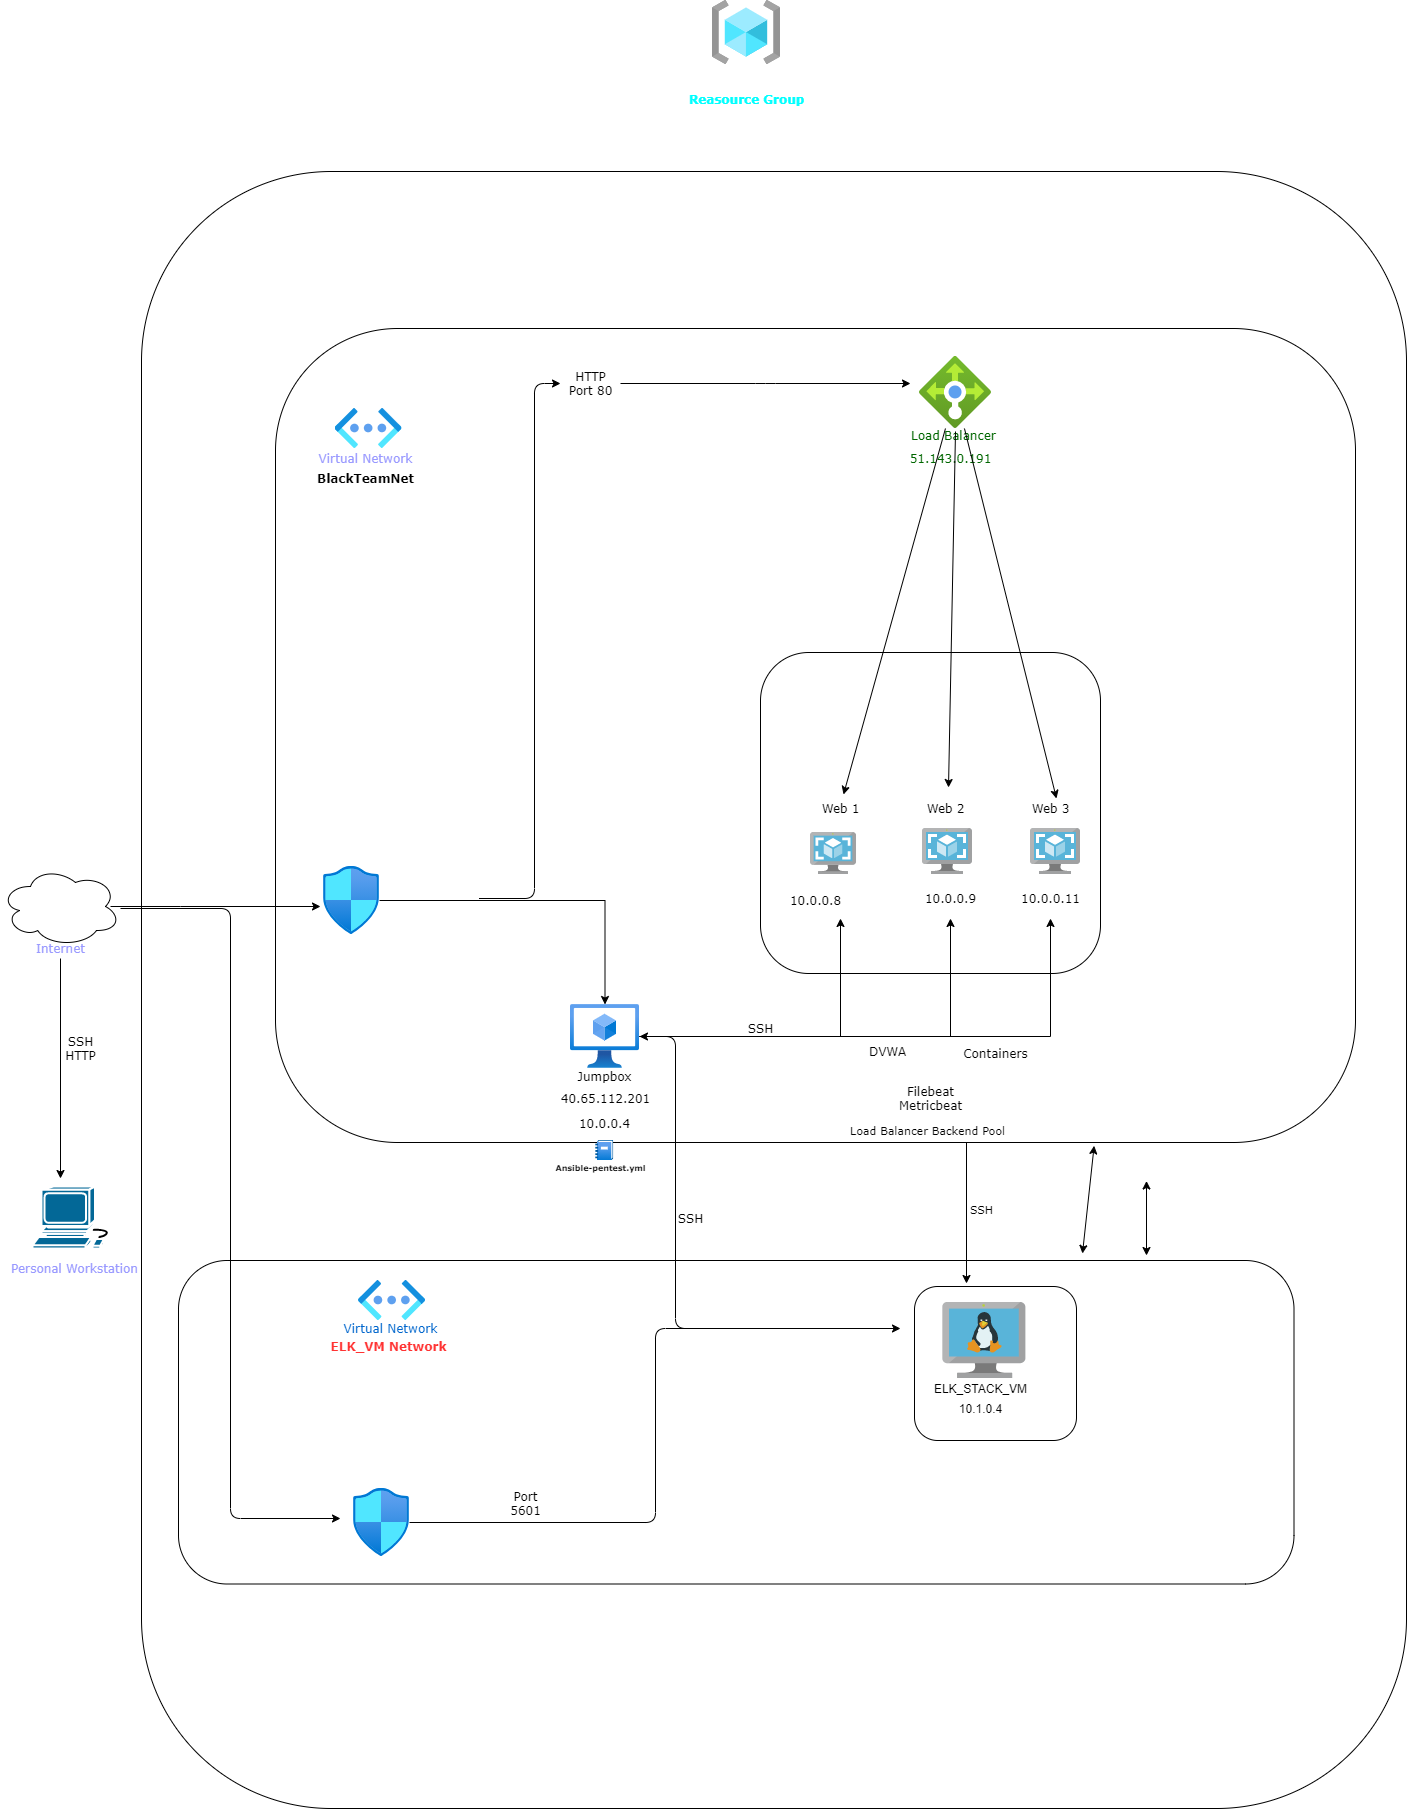 Reasource Group
HTTP
Port 80
Load Balancer
51.143.0.191
Virtual Network
BlackTeamNet
Web 1
Web 2
Web 3
10.0.0.8
10.0.0.9
10.0.0.11
Internet
SSH
HTTP
SSH
DVWA
Containers
Jumpbox
40.65.112.201
10.0.0.4
Ansible-pentest.yml
Filebeat
Metricbeat
Load Balancer Backend Pool
SSH
SSH
Personal Workstation
Virtual Network
ELK_VM Network
ELK_STACK_VM
10.1.0.4
Port
5601